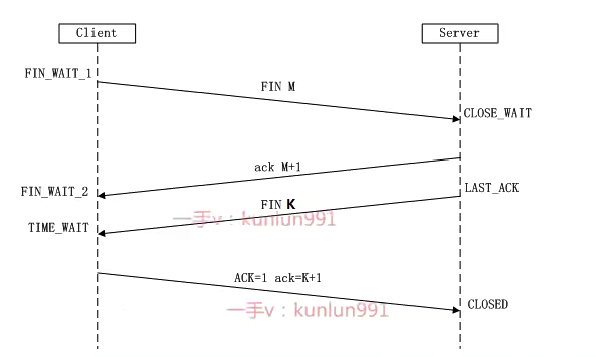 Client
Server
FIN_WAIT_1
FIN M
CLOSE_WAIT
ack M+1
FIN_WAIT_2
LAST_ACK
FIN K
一手v：kunlun991
TIME_WAIT
ACK=1 ack=K+1
CLOSED
一手v：kunlun991